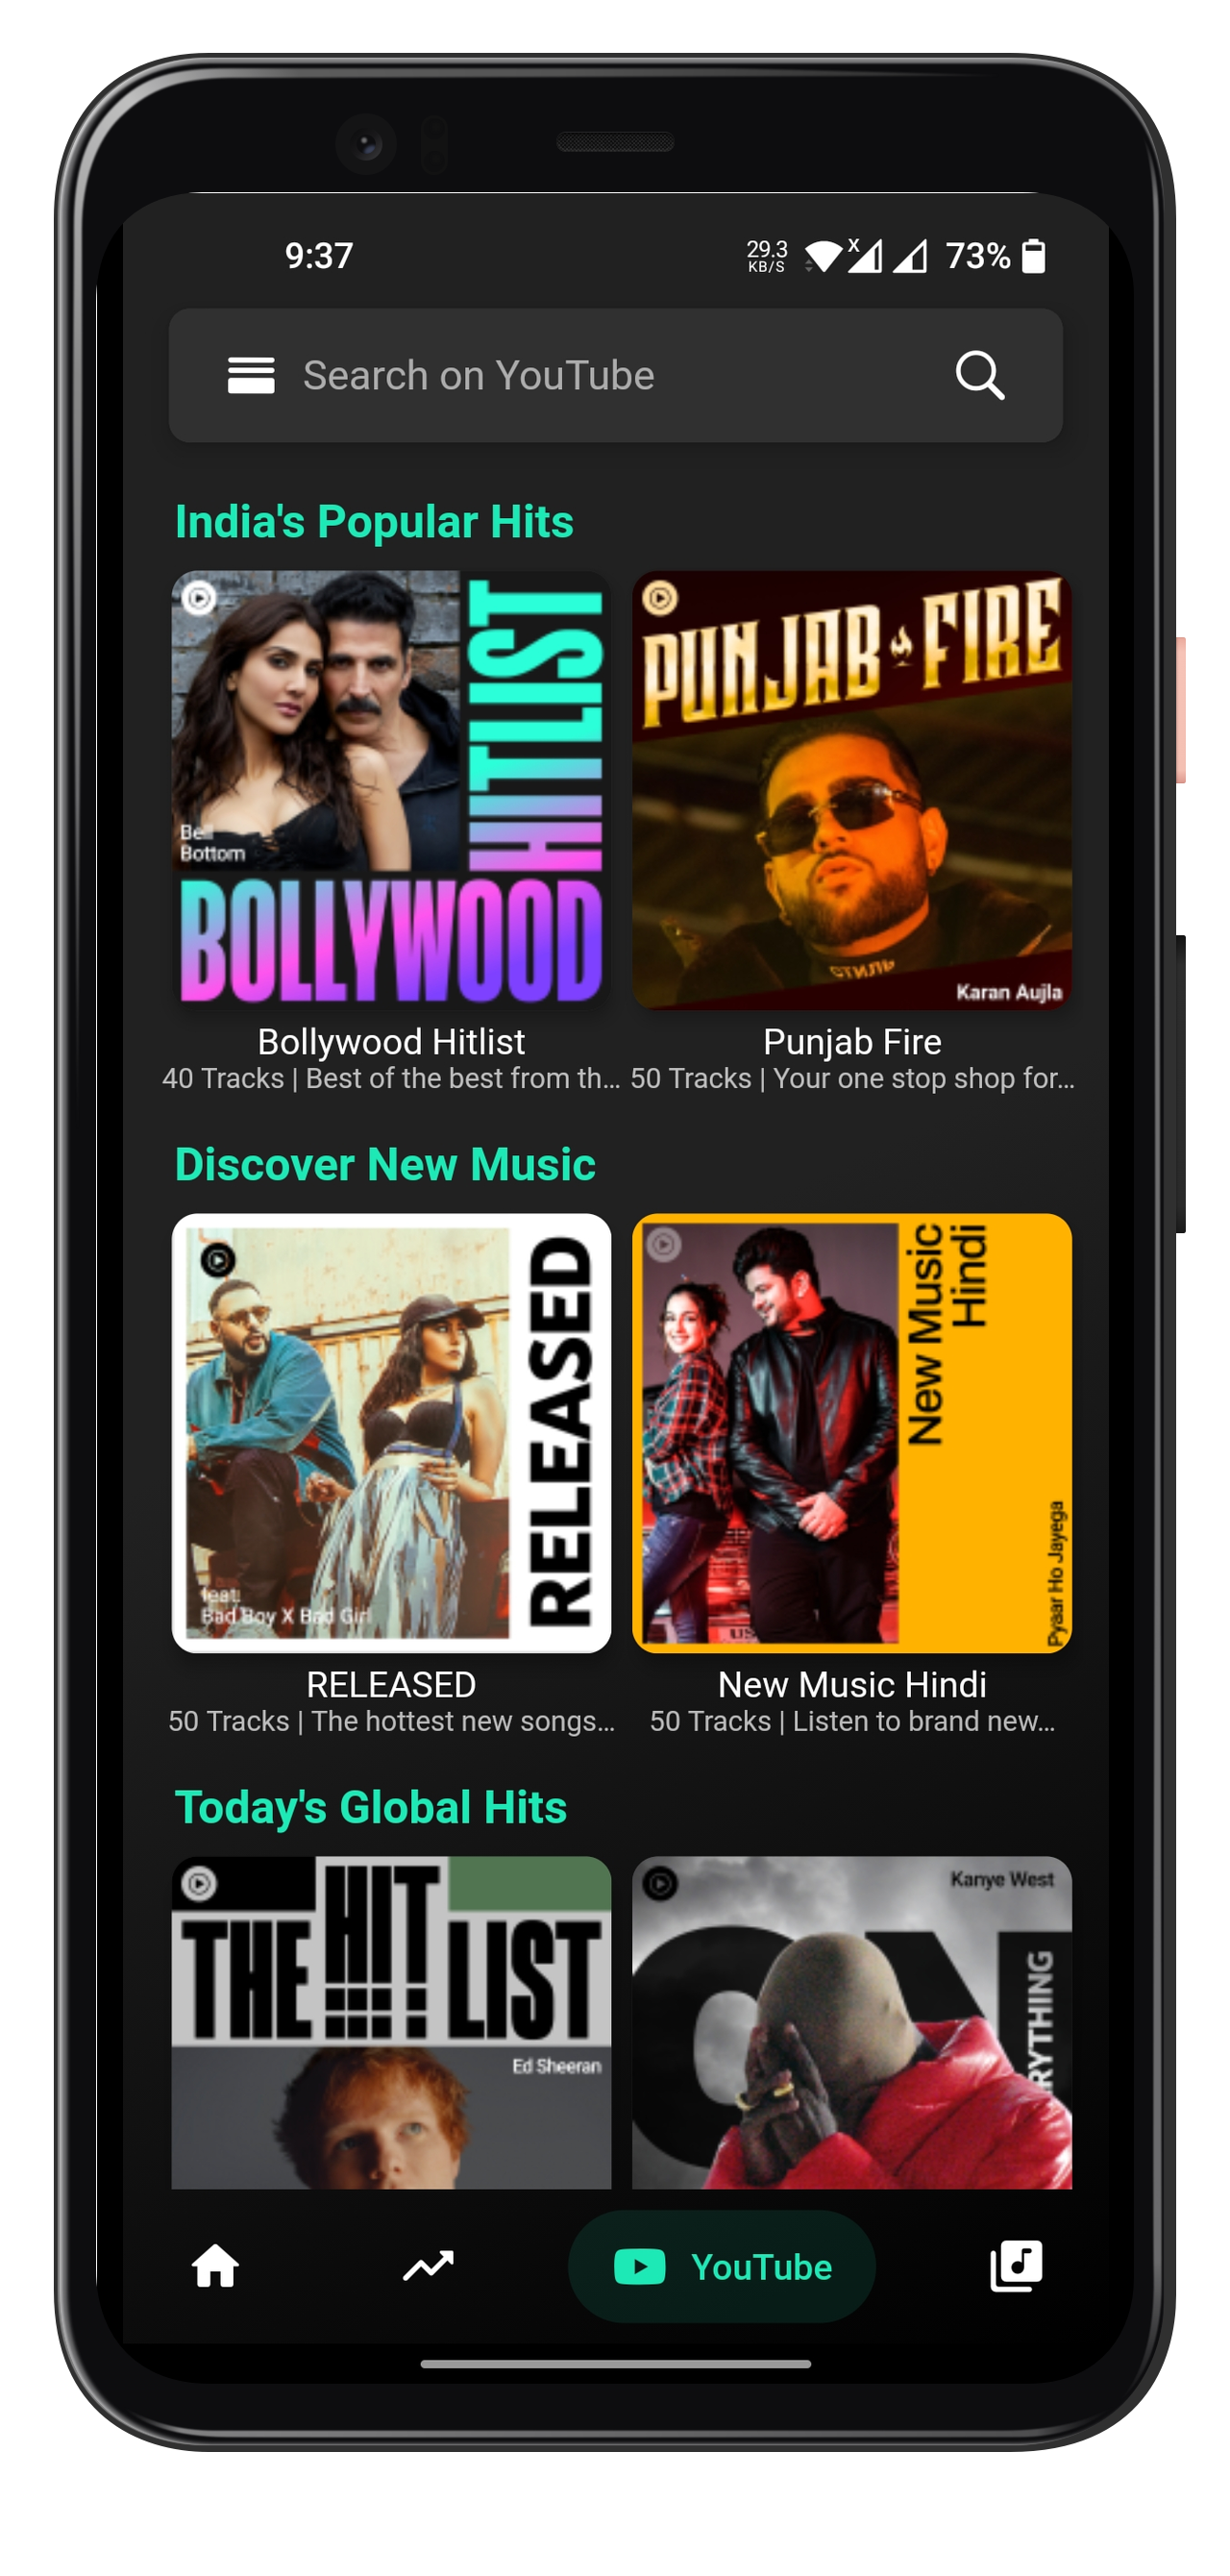 9:37
29.3
KB/S
x
73%
Search on YouTube
India's Popular Hits
HITLIST
Bell
Bottom
BOLLYWOOD
PUNJAB FIRE
СТИЛЬ
Karan Aujla
Bollywood Hitlist
40 Tracks | Best of the best from th...
Punjab Fire
50 Tracks | Your one stop shop for...
Discover New Music
RELEASED
feat.
Bad Boy X Bad Girl
New Music
Hindi
Pyaar Ho Jayega
RELEASED
50 Tracks | The hottest new songs...
New Music Hindi
50 Tracks | Listen to brand new...
Today's Global Hits
THE HIT LIST
Ed Sheeran
Kanye West
ON
RYTHING
YouTube